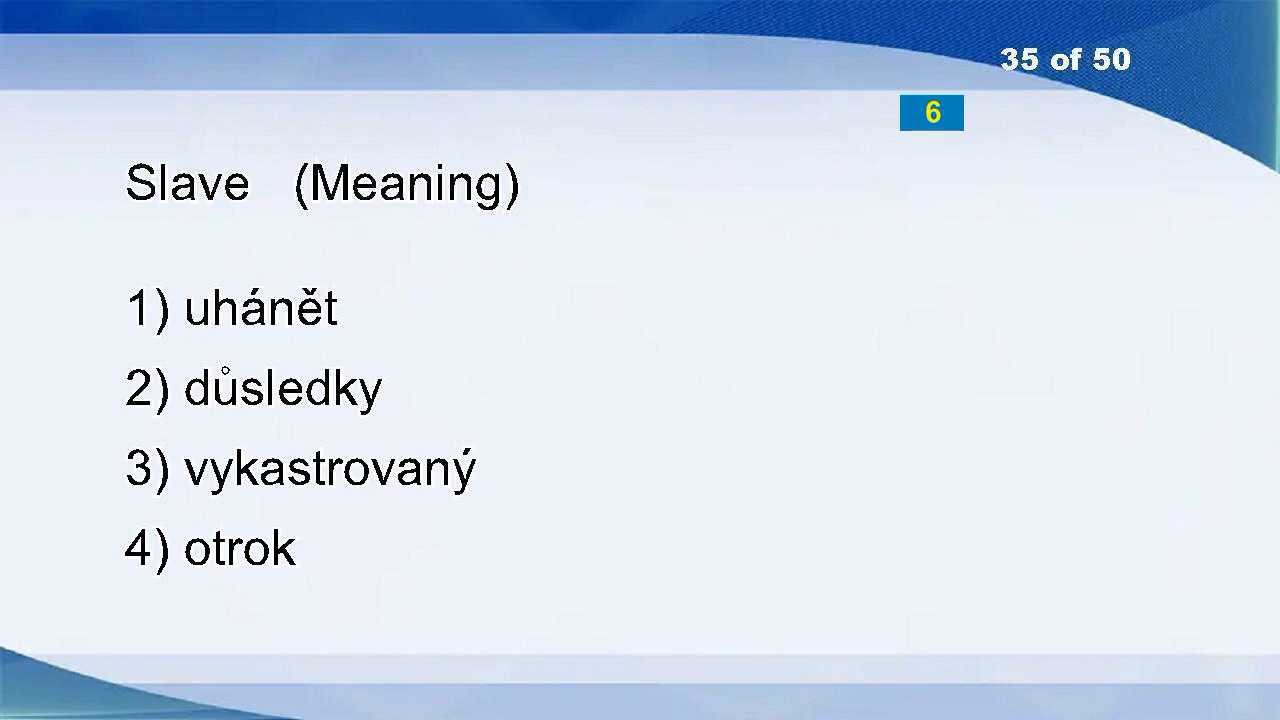 35 of 50
6
Slave (Meaning)
1) uhánět
2) důsledky
3) vykastrovaný
4) otrok